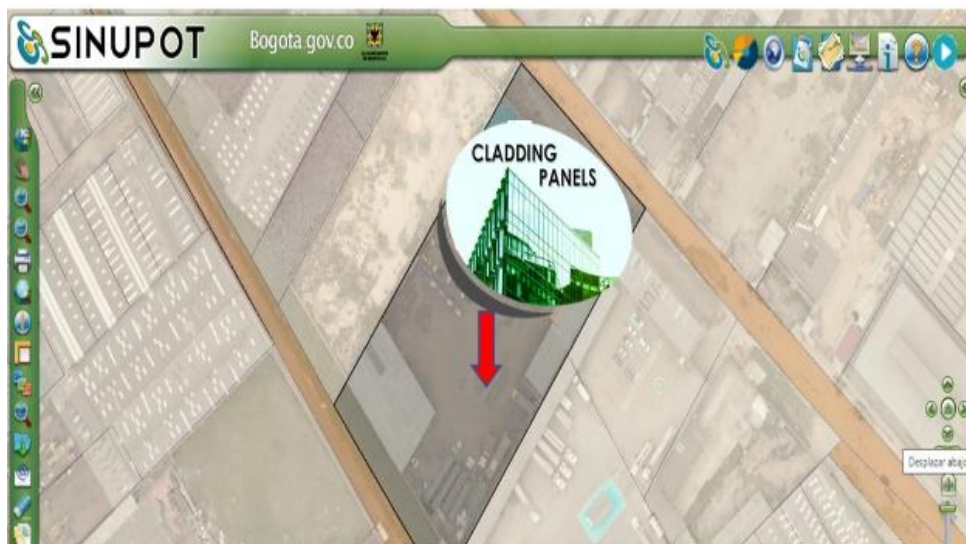 SINUPOT
Bogota.gov.co
CLADDING
PANELS
Desplazar abajo